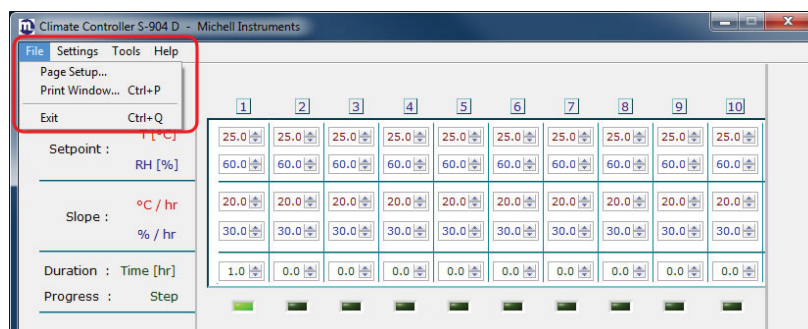 Climate Controller S-904 D - Michell Instruments
File Settings Tools Help
Page Setup...
Print Window... Ctrl+P
Exit Ctrl+Q
1 2 3 4 5 6 7 8 9 10
T [°C] 25.0 25.0 25.0 25.0 25.0 25.0 25.0 25.0 25.0 25.0
Setpoint :
RH [%] 60.0 60.0 60.0 60.0 60.0 60.0 60.0 60.0 60.0 60.0
°C / hr 20.0 20.0 20.0 20.0 20.0 20.0 20.0 20.0 20.0 20.0
Slope :
% / hr 30.0 30.0 30.0 30.0 30.0 30.0 30.0 30.0 30.0 30.0
Duration : Time [hr] 1.0 0.0 0.0 0.0 0.0 0.0 0.0 0.0 0.0 0.0
Progress : Step